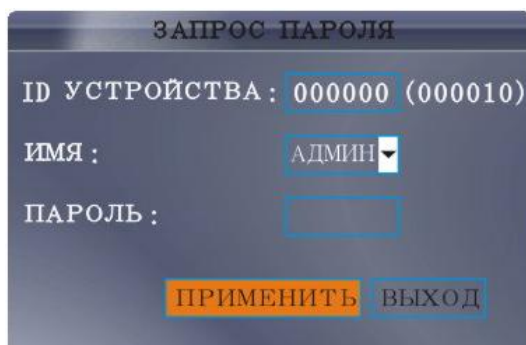 ЗАПРОС ПАРОЛЯ
ID УСТРОЙСТВА: 000000 (000010)
ИМЯ: АДМИН
ПАРОЛЬ:
ПРИМЕНИТЬ ВЫХОД